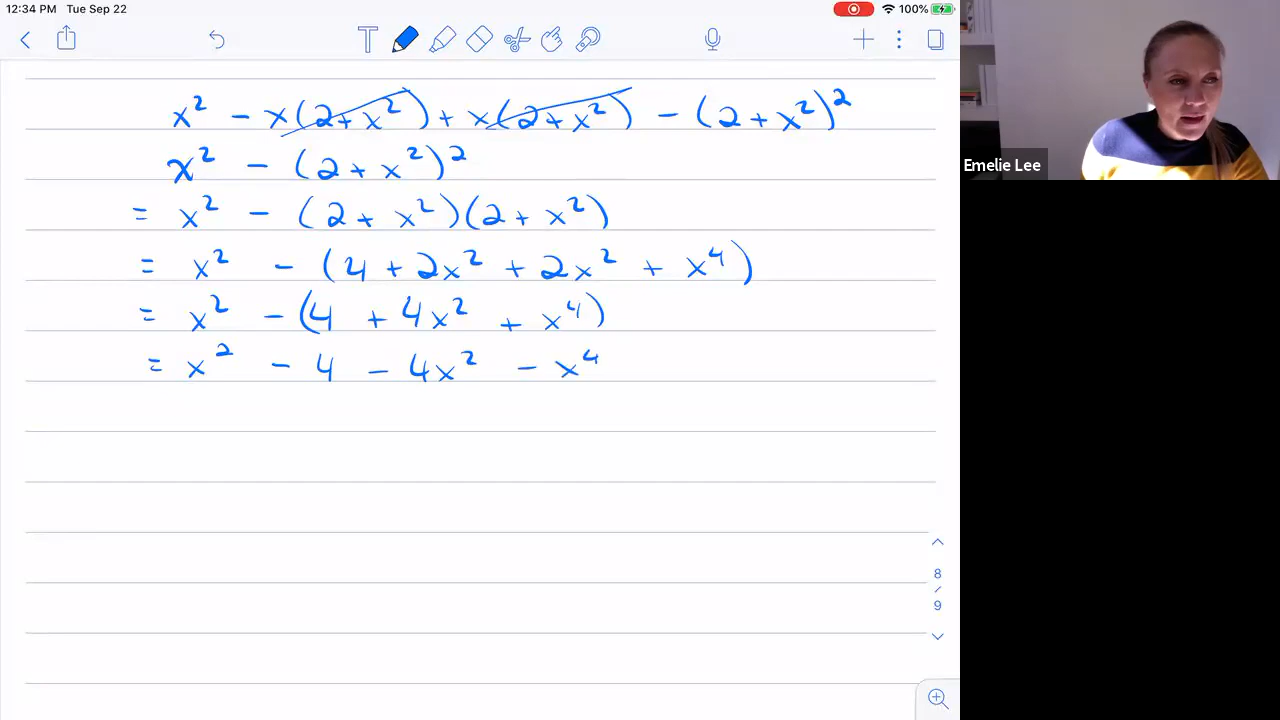 12:34 PM Tue Sep 22
100%
T
x² - x(2+x²) + x(2+x²) - (2+x²)²
x² - (2+x²)²
= x² - (2+x²)(2+x²)
= x² - (4 + 2x² + 2x² + x⁴)
= x² - (4 + 4x² + x⁴)
= x² - 4 - 4x² - x⁴
8
/
9
Emelie Lee